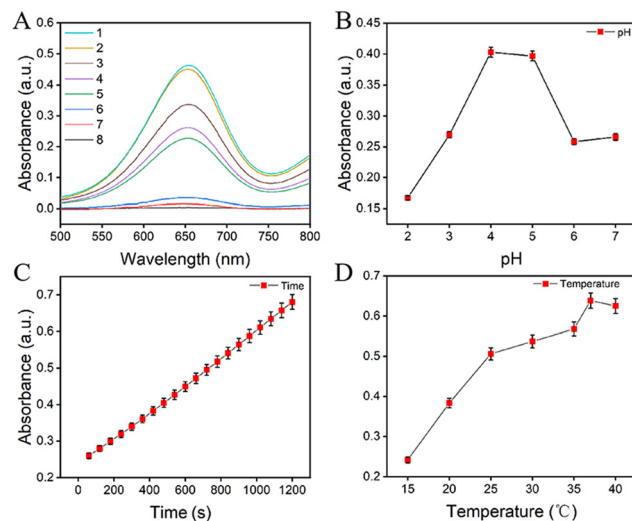 A
Absorbance (a.u.)
0.6
0.5
0.4
0.3
0.2
0.1
0.0
1
2
3
4
5
6
7
8
500 550 600 650 700 750 800
Wavelength (nm)
B
Absorbance (a.u.)
0.45
0.40
0.35
0.30
0.25
0.20
0.15
pH
2 3 4 5 6 7
pH
C
Absorbance (a.u.)
0.7
0.6
0.5
0.4
0.3
0.2
Time
0 200 400 600 800 1000 1200
Time (s)
D
Absorbance (a.u.)
0.7
0.6
0.5
0.4
0.3
0.2
Temperature
15 20 25 30 35 40
Temperature (℃)